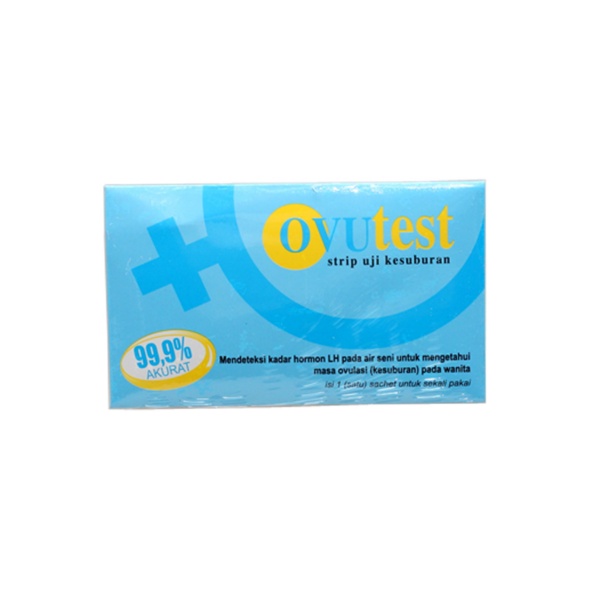 ovutest
strip uji kesuburan
99,9%
AKURAT
Mendeteksi kadar hormon LH pada air seni untuk mengetahui
masa ovulasi (kesuburan) pada wanita
isi 1 (satu) sachet untuk sekali pakai